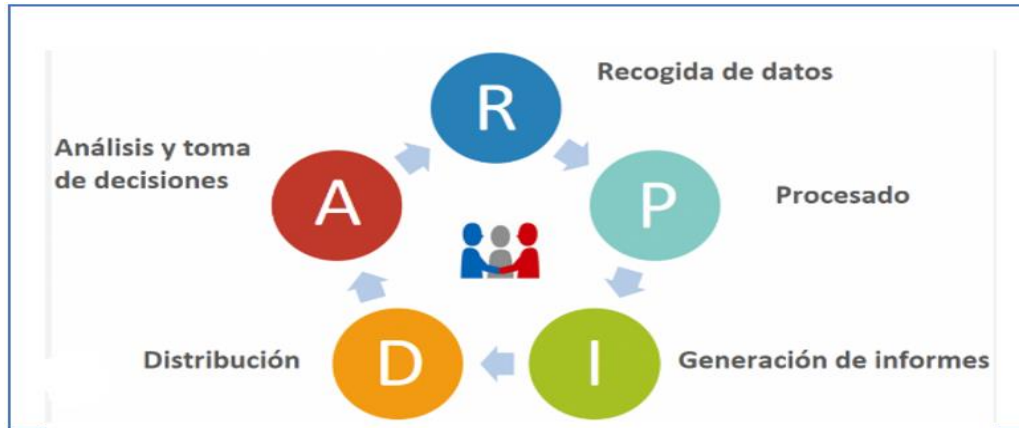 R
Recogida de datos
P
Procesado
I
Generación de informes
D
Distribución
A
Análisis y toma
de decisiones